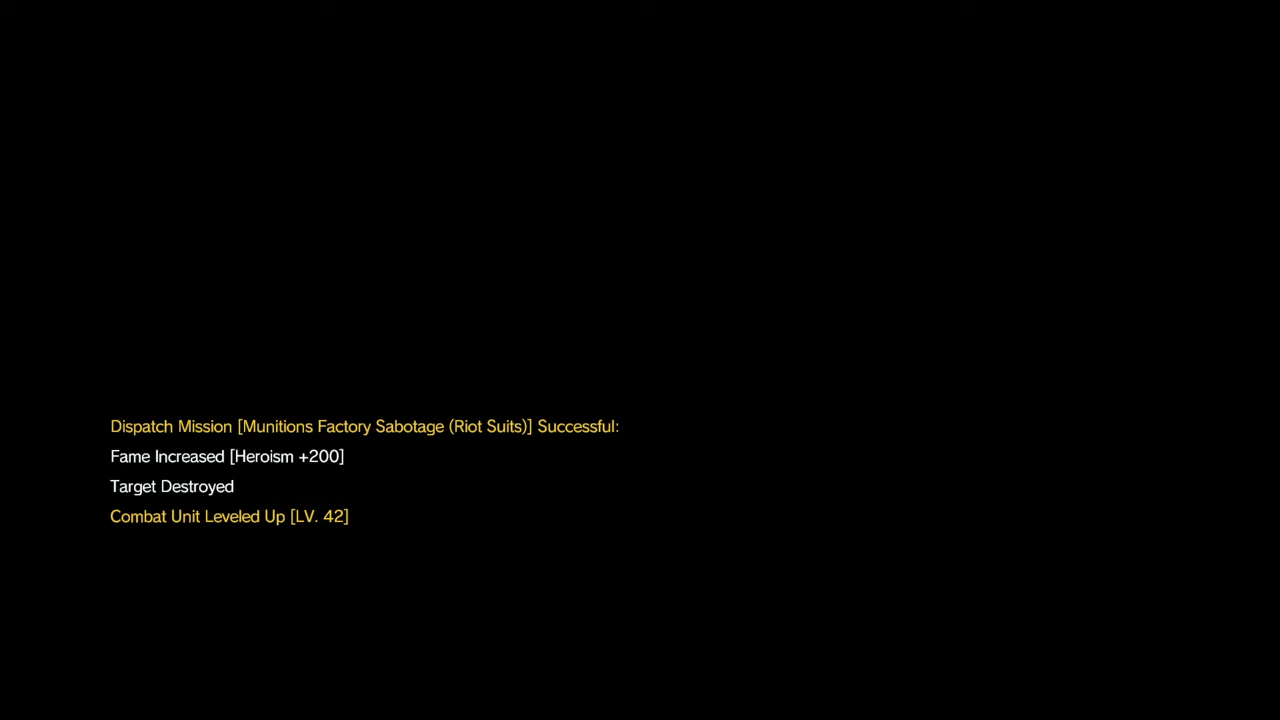 Dispatch Mission [Munitions Factory Sabotage (Riot Suits)] Successful:
Fame Increased [Heroism +200]
Target Destroyed
Combat Unit Leveled Up [LV. 42]